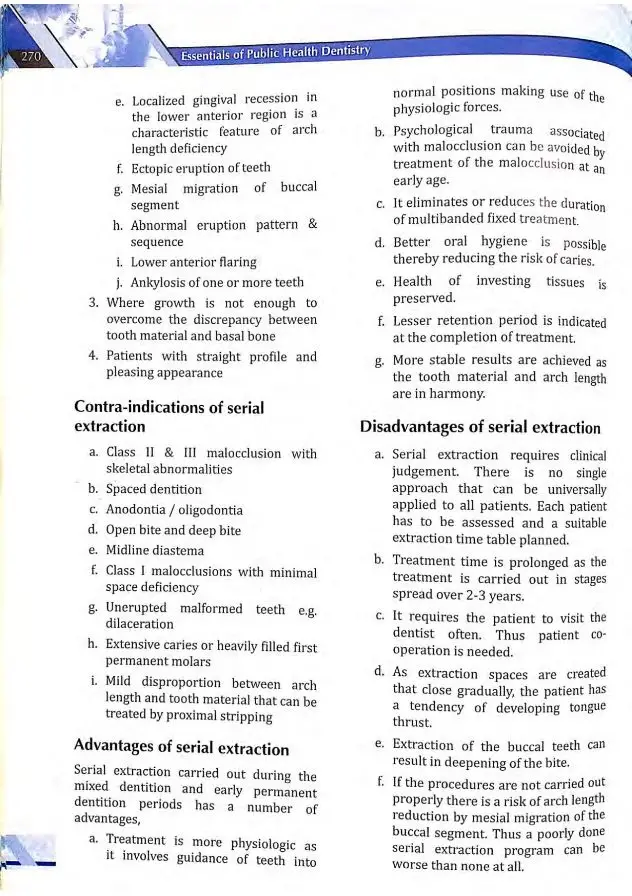 270
Essentials of Public Health Dentistry
e. Localized gingival recession in
the lower anterior region is a
characteristic feature of arch
length deficiency
f. Ectopic eruption of teeth
g. Mesial migration of buccal
segment
h. Abnormal eruption pattern &
sequence
i. Lower anterior flaring
j. Ankylosis of one or more teeth
3. Where growth is not enough to
overcome the discrepancy between
tooth material and basal bone
4. Patients with straight profile and
pleasing appearance
Contra-indications of serial
extraction
a. Class II & III malocclusion with
skeletal abnormalities
b. Spaced dentition
c. Anodontia / oligodontia
d. Open bite and deep bite
e. Midline diastema
f. Class I malocclusions with minimal
space deficiency
g. Unerupted malformed teeth e.g.
dilaceration
h. Extensive caries or heavily filled first
permanent molars
i. Mild disproportion between arch
length and tooth material that can be
treated by proximal stripping
Advantages of serial extraction
Serial extraction carried out during the
mixed dentition and early permanent
dentition periods has a number of
advantages,
a. Treatment is more physiologic as
it involves guidance of teeth into
normal positions making use of the
physiologic forces.
b. Psychological trauma associated
with malocclusion can be avoided by
treatment of the malocclusion at an
early age.
c. It eliminates or reduces the duration
of multibanded fixed treatment.
d. Better oral hygiene is possible
thereby reducing the risk of caries.
e. Health of investing tissues is
preserved.
f. Lesser retention period is indicated
at the completion of treatment.
g. More stable results are achieved as
the tooth material and arch length
are in harmony.
Disadvantages of serial extraction
a. Serial extraction requires clinical
judgement. There is no single
approach that can be universally
applied to all patients. Each patient
has to be assessed and a suitable
extraction time table planned.
b. Treatment time is prolonged as the
treatment is carried out in stages
spread over 2-3 years.
c. It requires the patient to visit the
dentist often. Thus patient co-
operation is needed.
d. As extraction spaces are created
that close gradually, the patient has
a tendency of developing tongue
thrust.
e. Extraction of the buccal teeth can
result in deepening of the bite.
f. If the procedures are not carried out
properly there is a risk of arch length
reduction by mesial migration of the
buccal segment. Thus a poorly done
serial extraction program can be
worse than none at all.